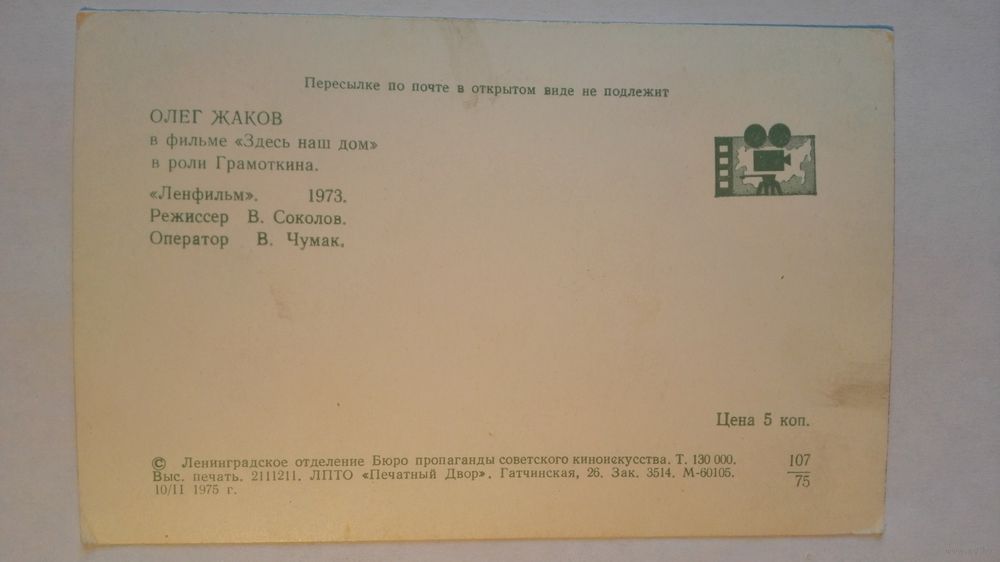 Пересылке по почте в открытом виде не подлежит
ОЛЕГ ЖАКОВ
в фильме «Здесь наш дом»
в роли Грамоткина.
«Ленфильм». 1973.
Режиссер В. Соколов.
Оператор В. Чумак.
Цена 5 коп.
© Ленинградское отделение Бюро пропаганды советского киноискусства. Т. 130 000.
Выс. печать. 2111211. ЛПТО «Печатный Двор». Гатчинская, 26. Зак. 3514. М-60105.
10/II 1975 г.
107
75